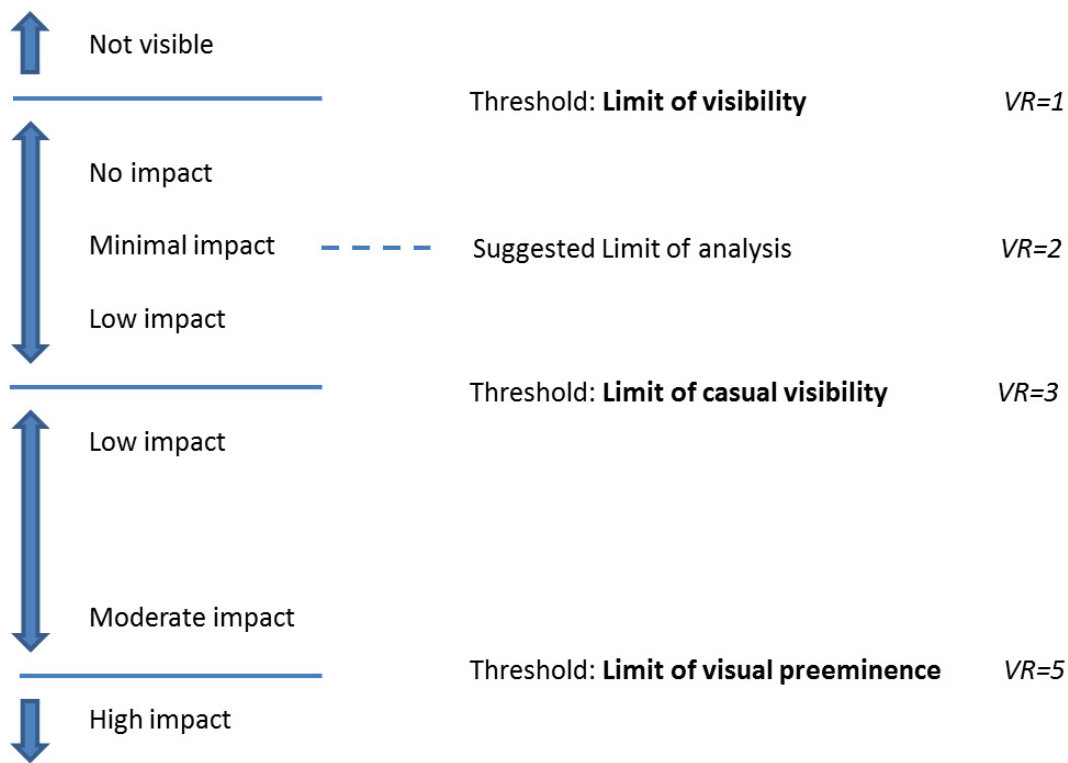 Not visible
Threshold: Limit of visibility VR=1
No impact
Minimal impact Suggested Limit of analysis VR=2
Low impact
Threshold: Limit of casual visibility VR=3
Low impact
Moderate impact
Threshold: Limit of visual preeminence VR=5
High impact